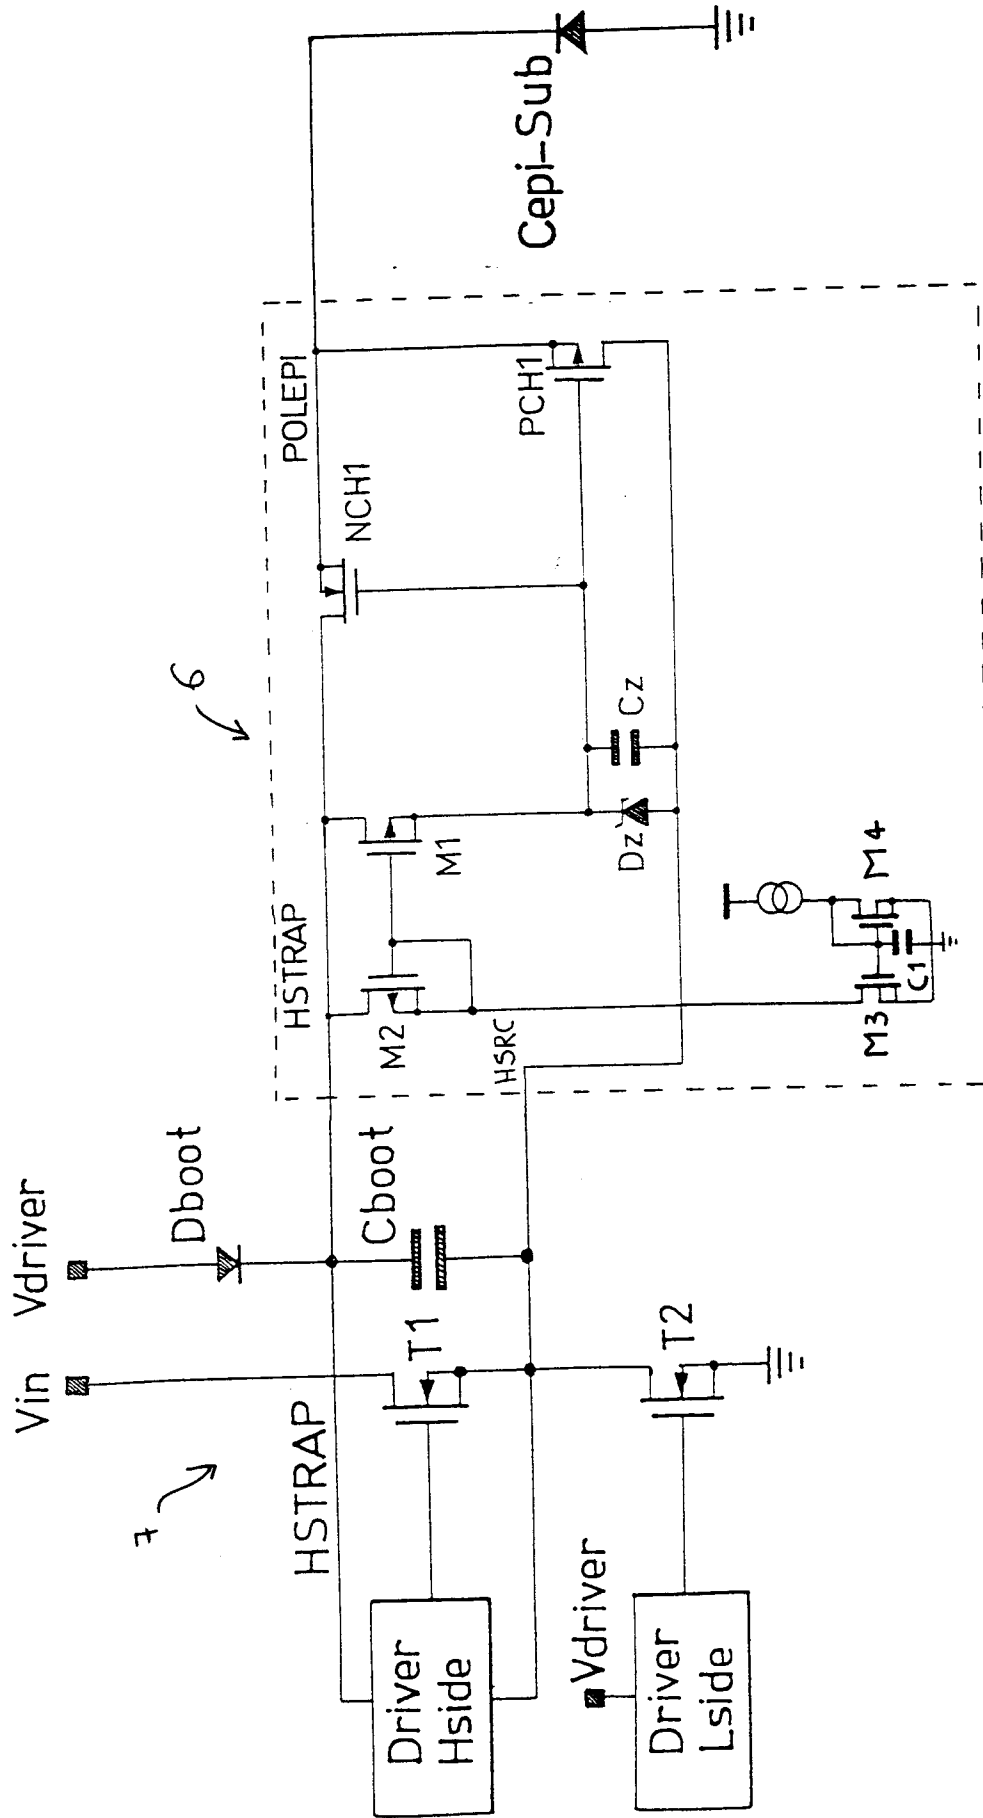 7
Vin
Vdriver
Dboot
HSTRAP
Cboot
T1
T2
Driver
Hside
Vdriver
Driver
Lside
6
HSTRAP
M2
M1
HSRC
NCH1
POLEPI
PCH1
Dz
Cz
M3
C1
M4
Cepi-Sub